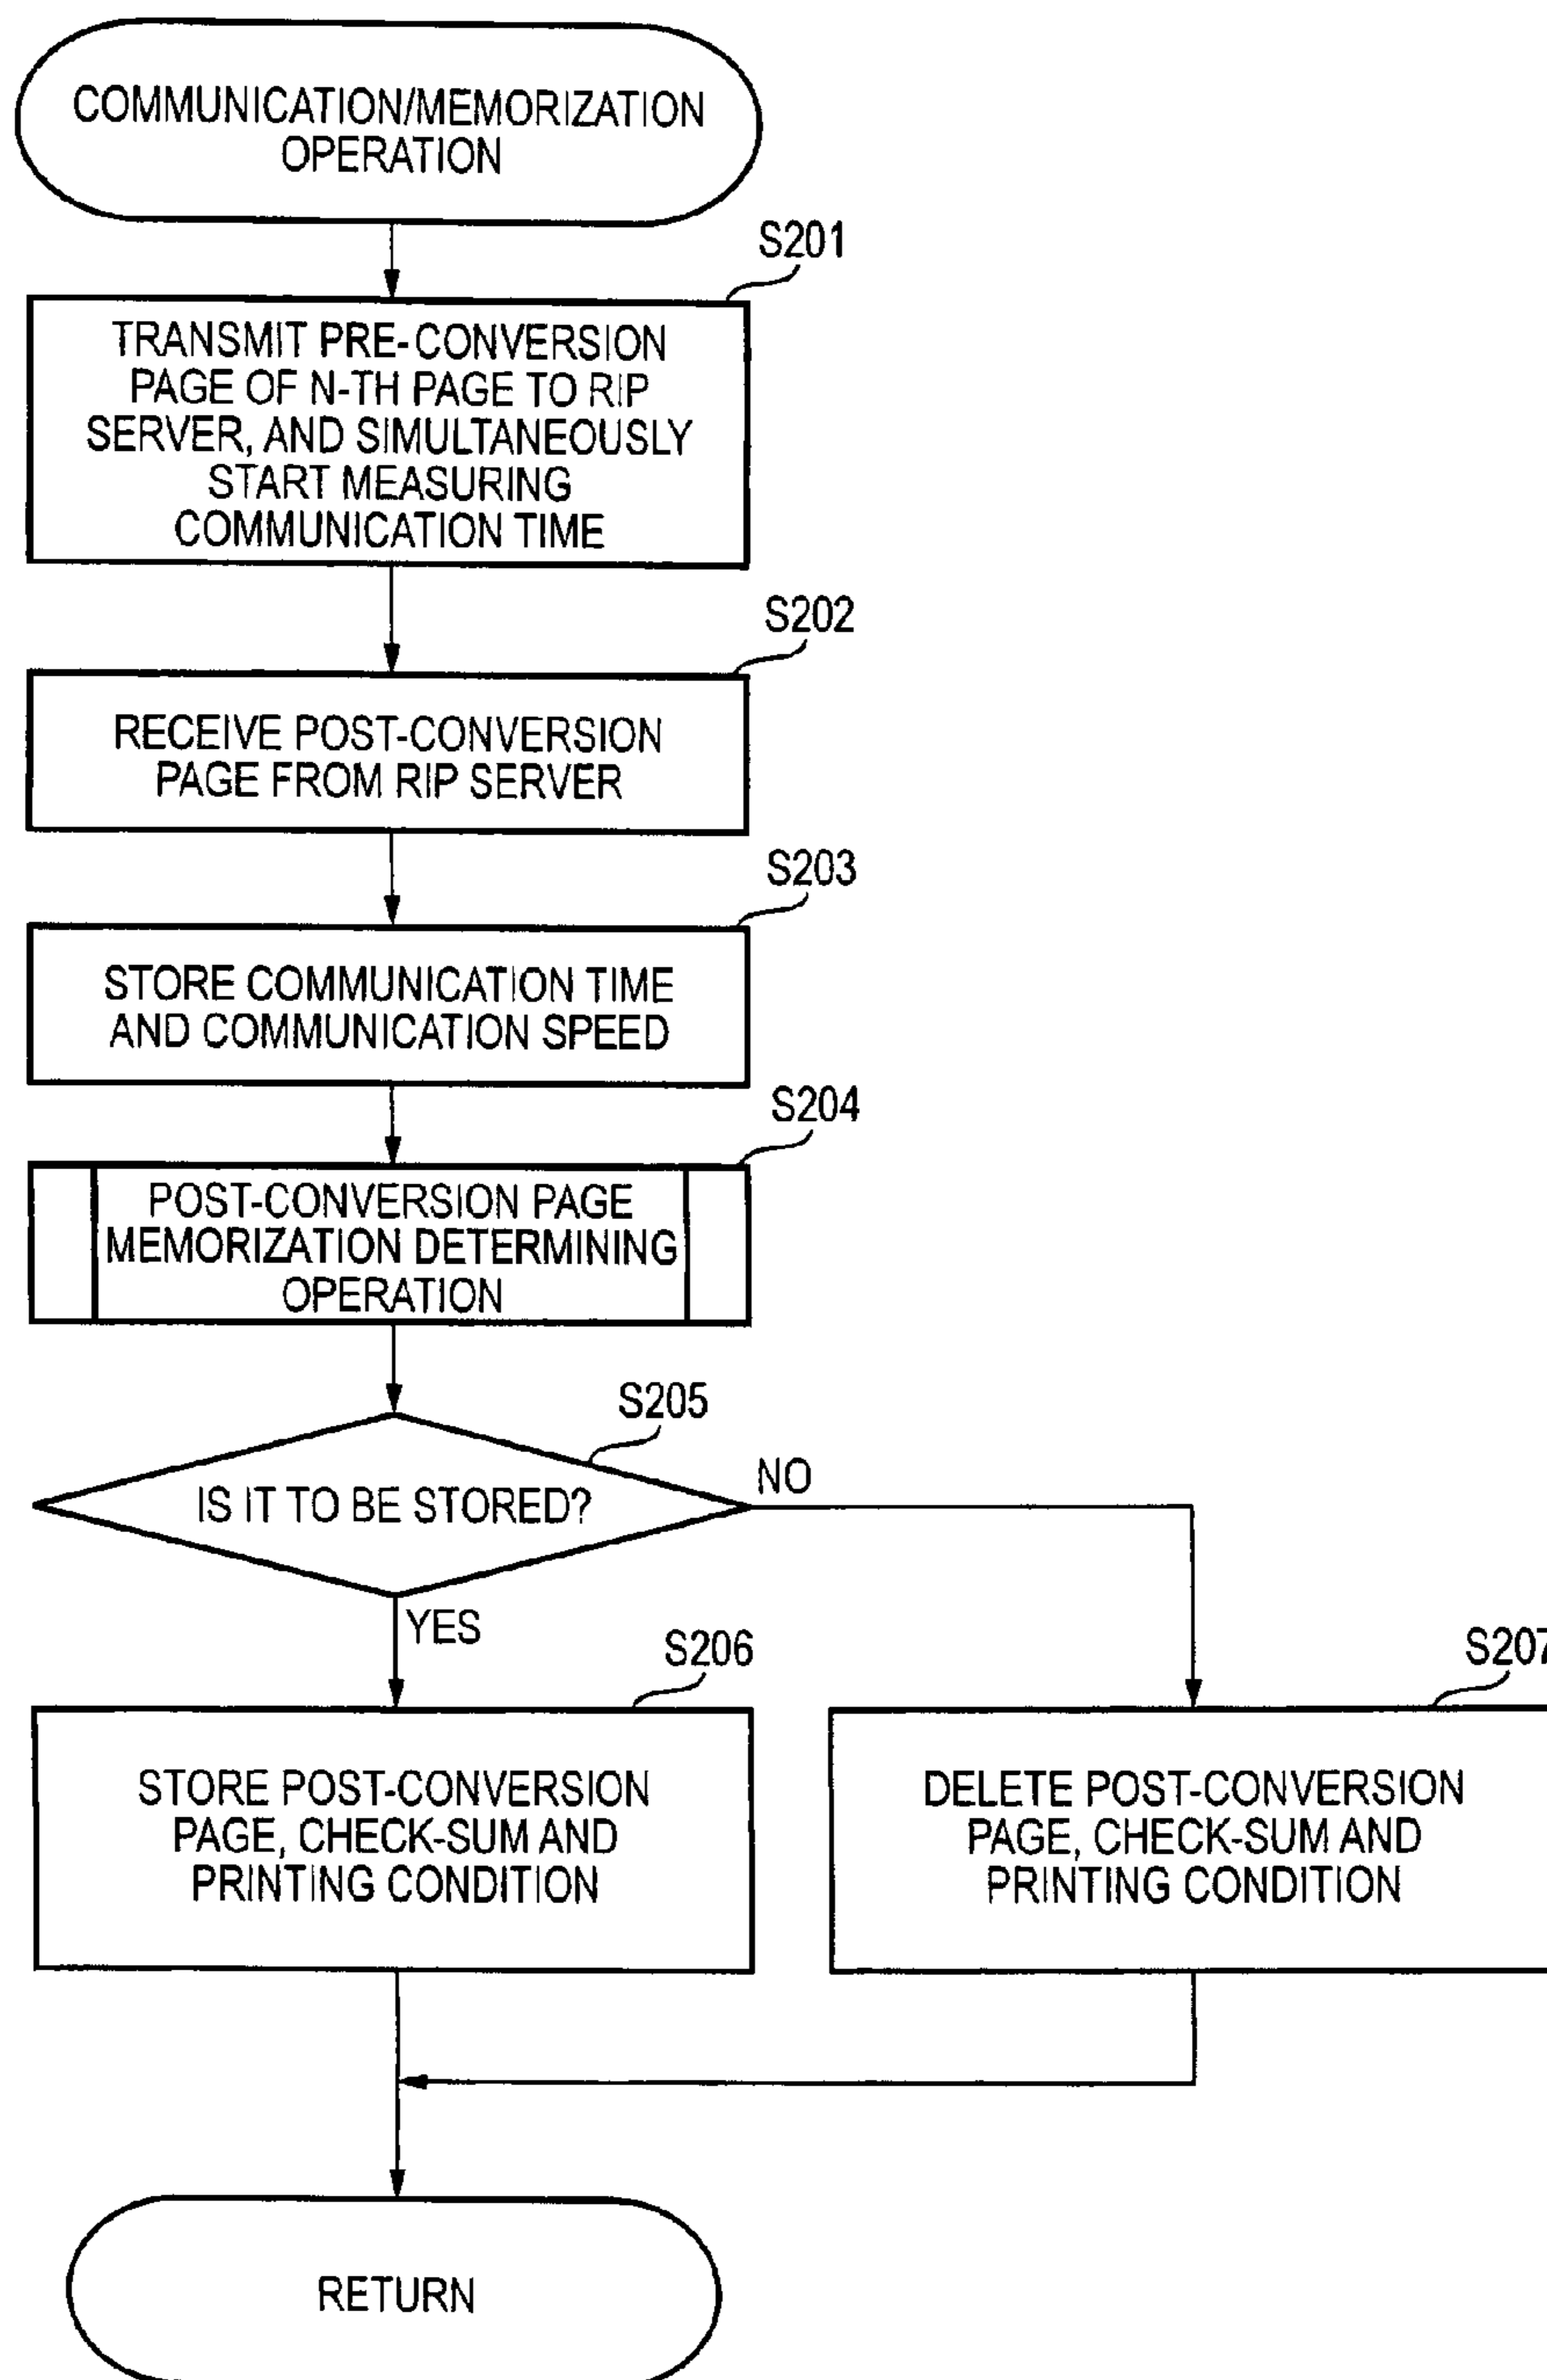 COMMUNICATION/MEMORIZATION
OPERATION
S201
TRANSMIT PRE-CONVERSION
PAGE OF N-TH PAGE TO RIP
SERVER, AND SIMULTANEOUSLY
START MEASURING
COMMUNICATION TIME
S202
RECEIVE POST-CONVERSION
PAGE FROM RIP SERVER
S203
STORE COMMUNICATION TIME
AND COMMUNICATION SPEED
S204
POST-CONVERSION PAGE
MEMORIZATION DETERMINING
OPERATION
S205
IS IT TO BE STORED?
NO
YES
S206
STORE POST-CONVERSION
PAGE, CHECK-SUM AND
PRINTING CONDITION
S207
DELETE POST-CONVERSION
PAGE, CHECK-SUM AND
PRINTING CONDITION
RETURN